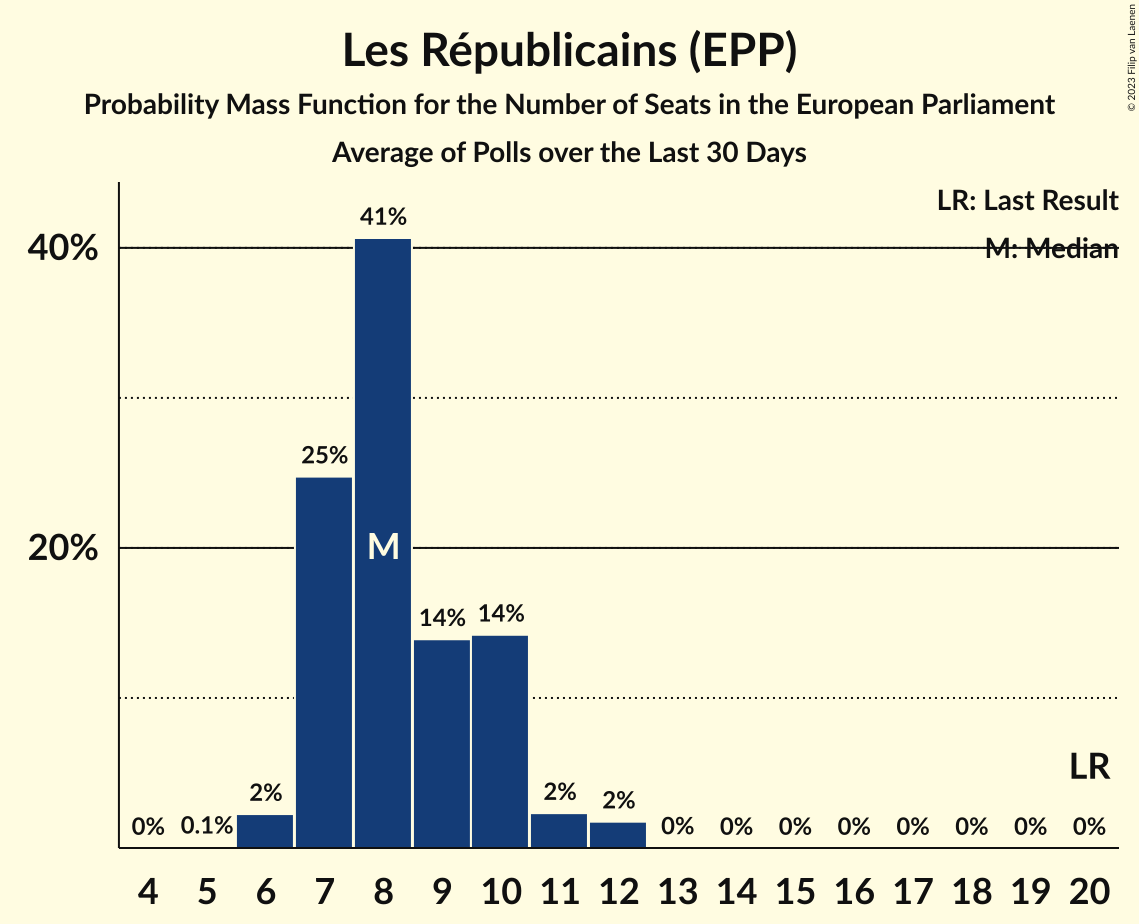 Les Républicains (EPP)
Probability Mass Function for the Number of Seats in the European Parliament
Average of Polls over the Last 30 Days
© 2023 Filip van Laenen
LR: Last Result
M: Median
40%
20%
0% 0.1% 2% 25% 41% 14% 14% 2% 2% 0% 0% 0% 0% 0% 0% 0% 0%
M
LR
4 5 6 7 8 9 10 11 12 13 14 15 16 17 18 19 20